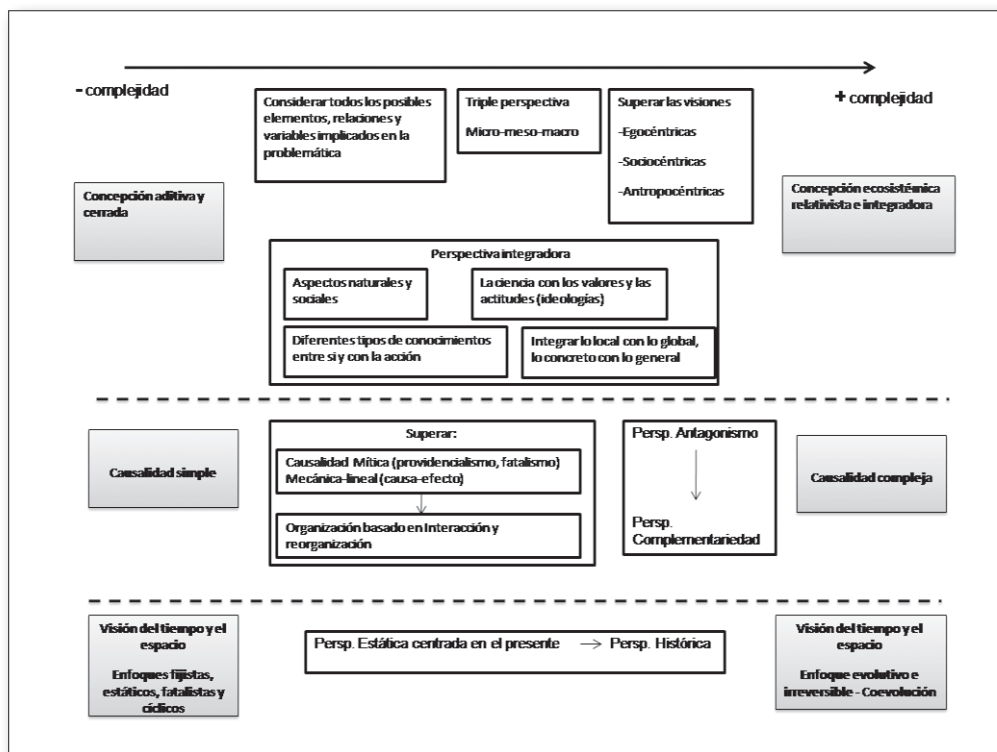 - complejidad
+ complejidad
Considerar todos los posibles
elementos, relaciones y
variables implicados en la
problemática
Triple perspectiva
Micro-meso-macro
Superar las visiones
-Egocéntricas
-Sociocéntricas
-Antropocéntricas
Concepción aditiva y
cerrada
Concepción ecosistémica
relativista e integradora
Perspectiva integradora
Aspectos naturales y
sociales
La ciencia con los valores y las
actitudes (ideologías)
Diferentes tipos de conocimientos
entre si y con la acción
Integrar lo local con lo global,
lo concreto con lo general
Causalidad simple
Superar:
Causalidad Mítica (providencialismo, fatalismo)
Mecánica-lineal (causa-efecto)
Organización basado en Interacción y
reorganización
Persp. Antagonismo
Persp.
Complementariedad
Causalidad compleja
Visión del tiempo y el
espacio
Enfoques fijistas,
estáticos, fatalistas y
cíclicos
Persp. Estática centrada en el presente → Persp. Histórica
Visión del tiempo y el
espacio
Enfoque evolutivo e
irreversible - Coevolución